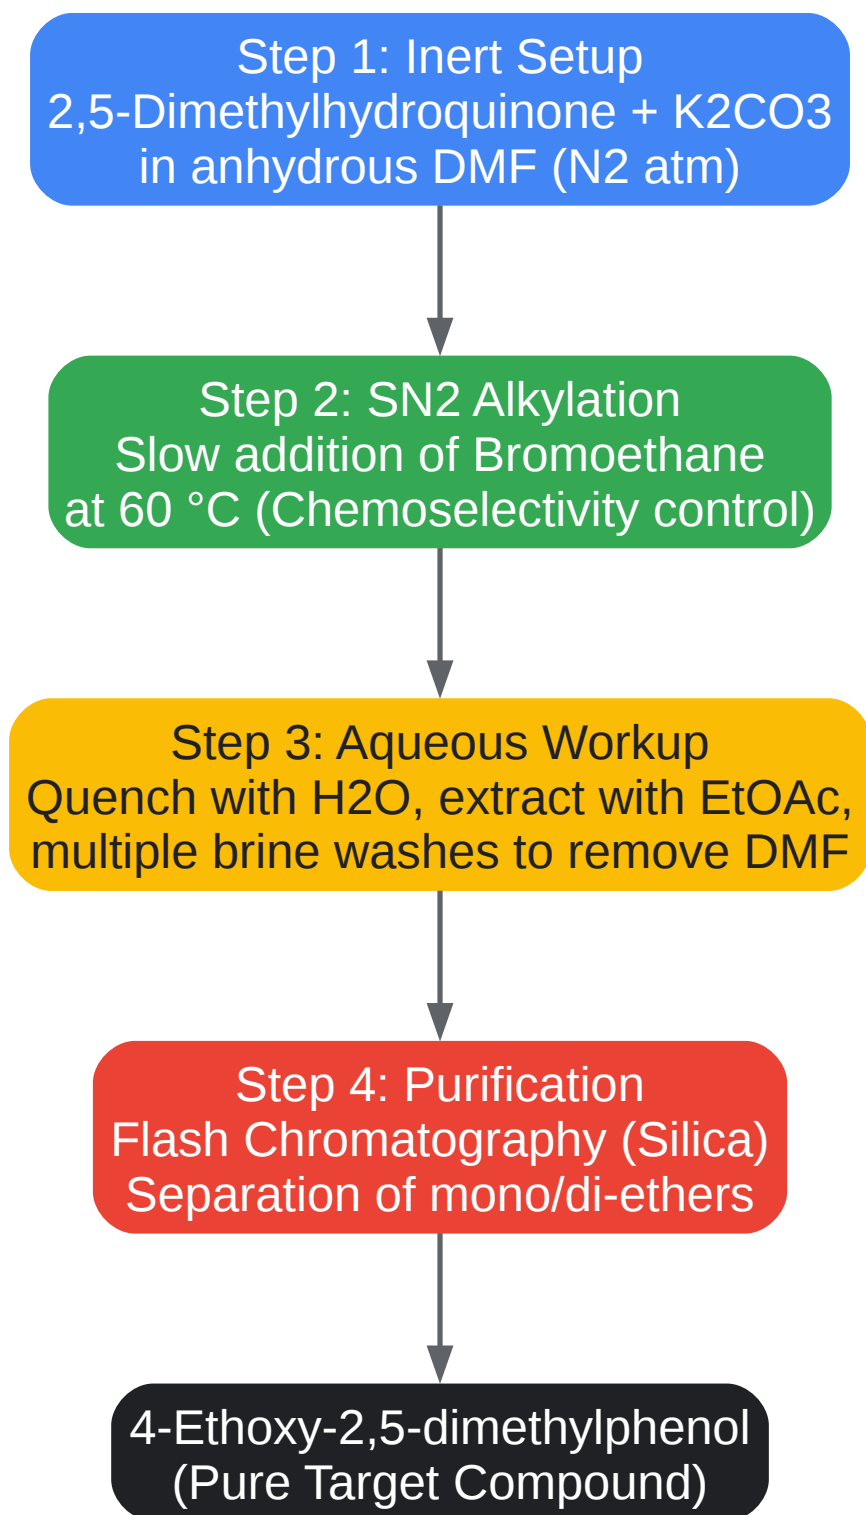 Step 1: Inert Setup
2,5-Dimethylhydroquinone + K2CO3
in anhydrous DMF (N2 atm)
Step 2: SN2 Alkylation
Slow addition of Bromoethane
at 60 °C (Chemoselectivity control)
Step 3: Aqueous Workup
Quench with H2O, extract with EtOAc,
multiple brine washes to remove DMF
Step 4: Purification
Flash Chromatography (Silica)
Separation of mono/di-ethers
4-Ethoxy-2,5-dimethylphenol
(Pure Target Compound)